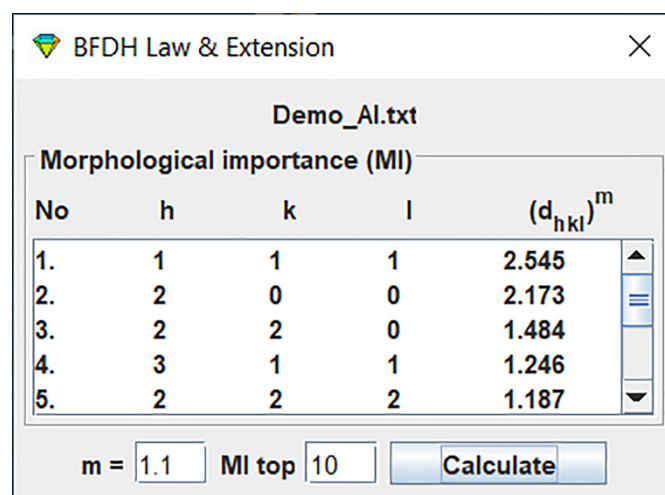 BFDH Law & Extension
Demo_Al.txt
Morphological importance (MI)
No h k l (dhkl)m
1. 1 1 1 2.545
2. 2 0 0 2.173
3. 2 2 0 1.484
4. 3 1 1 1.246
5. 2 2 2 1.187
m = 1.1 MI top 10 Calculate